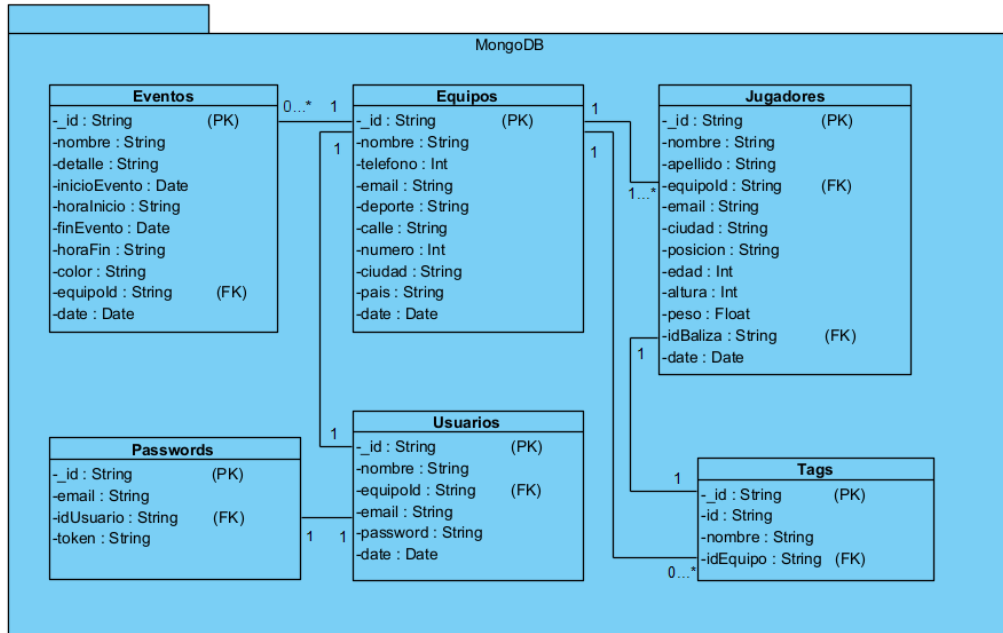 MongoDB
Eventos
-_id : String (PK)
-nombre : String
-detalle : String
-inicioEvento : Date
-horaInicio : String
-finEvento : Date
-horaFin : String
-color : String
-equipoId : String (FK)
-date : Date
0...*
1
Equipos
-_id : String (PK)
-nombre : String
-telefono : Int
-email : String
-deporte : String
-calle : String
-numero : Int
-ciudad : String
-pais : String
-date : Date
1
1
1
1...*
Jugadores
-_id : String (PK)
-nombre : String
-apellido : String
-equipoId : String (FK)
-email : String
-ciudad : String
-posicion : String
-edad : Int
-altura : Int
-peso : Float
-idBaliza : String (FK)
-date : Date
1
Passwords
-_id : String (PK)
-email : String
-idUsuario : String (FK)
-token : String
1
1
1
Usuarios
-_id : String (PK)
-nombre : String
-equipoId : String (FK)
-email : String
-password : String
-date : Date
1
0...*
Tags
-_id : String (PK)
-id : String
-nombre : String
-idEquipo : String (FK)